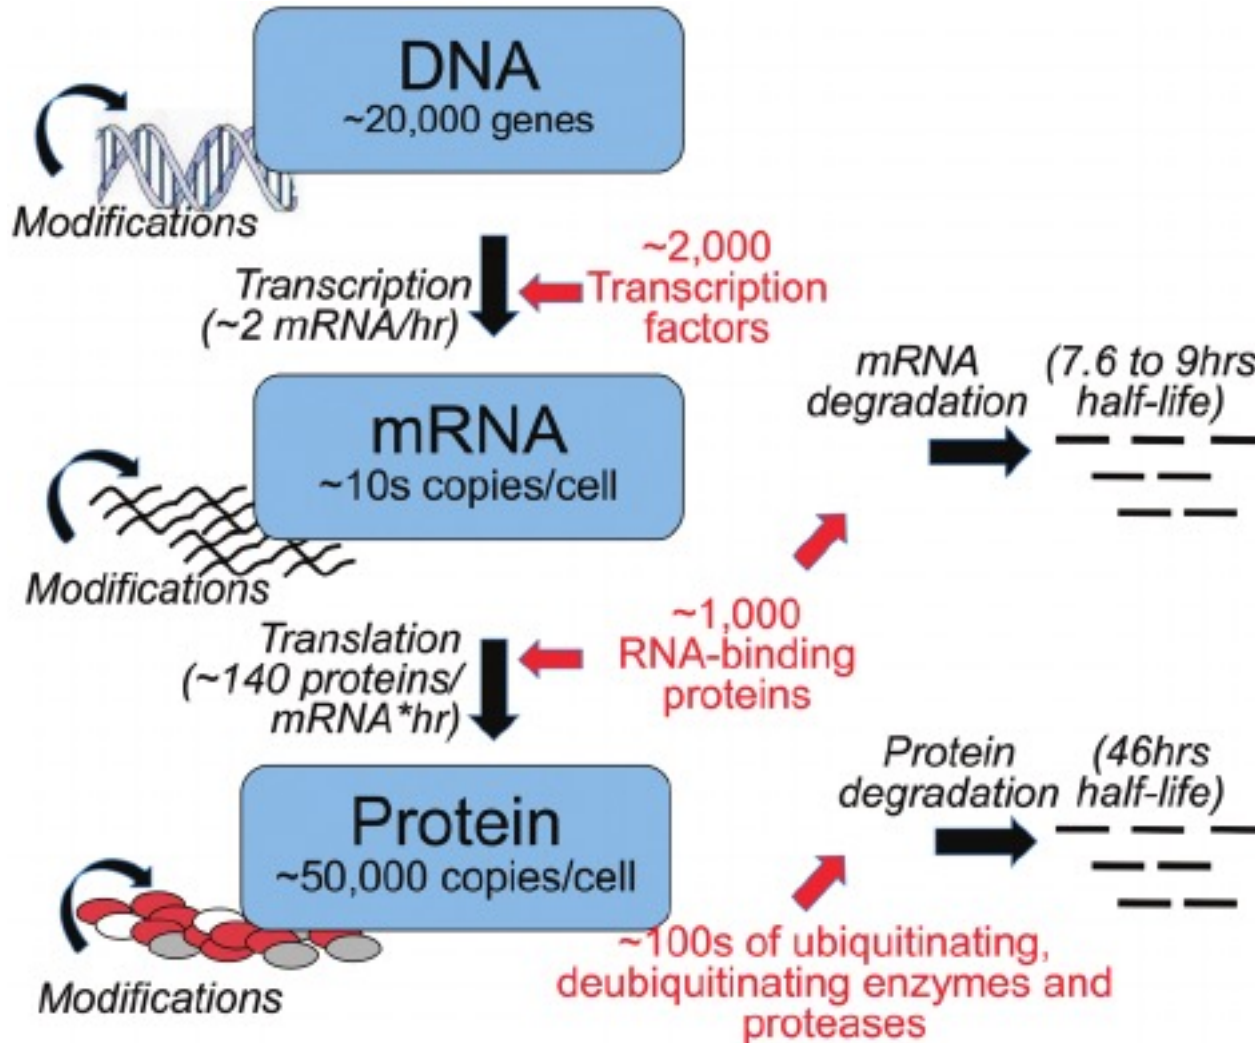 DNA
~20,000 genes
Modifications
Transcription
(~2 mRNA/hr)
~2,000
Transcription
factors
mRNA
~10s copies/cell
Modifications
mRNA
degradation
(7.6 to 9hrs
half-life)
Translation
(~140 proteins/
mRNA*hr)
~1,000
RNA-binding
proteins
Protein
~50,000 copies/cell
Modifications
Protein
degradation
(46hrs
half-life)
~100s of ubiquitinating,
deubiquitinating enzymes and
proteases